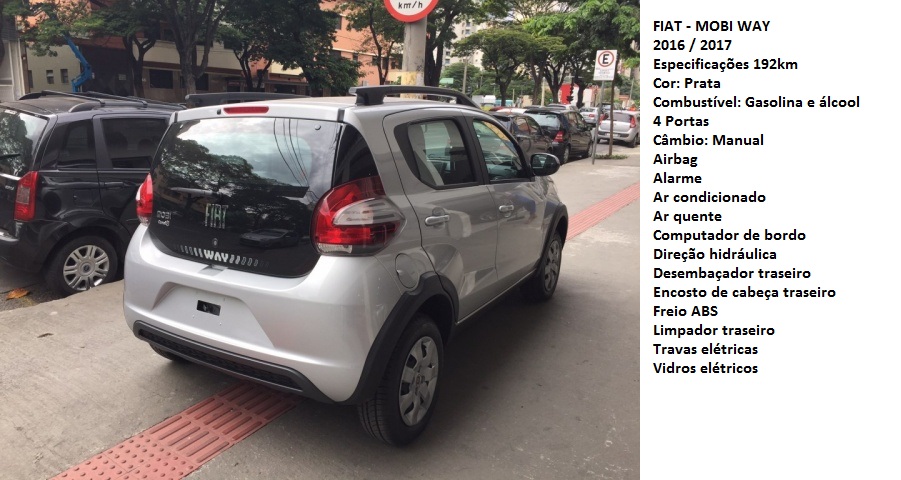 km/h
E
FIAT
MOBI
WAY
FIAT - MOBI WAY
2016 / 2017
Especificações 192km
Cor: Prata
Combustível: Gasolina e álcool
4 Portas
Câmbio: Manual
Airbag
Alarme
Ar condicionado
Ar quente
Computador de bordo
Direção hidráulica
Desembaçador traseiro
Encosto de cabeça traseiro
Freio ABS
Limpador traseiro
Travas elétricas
Vidros elétricos